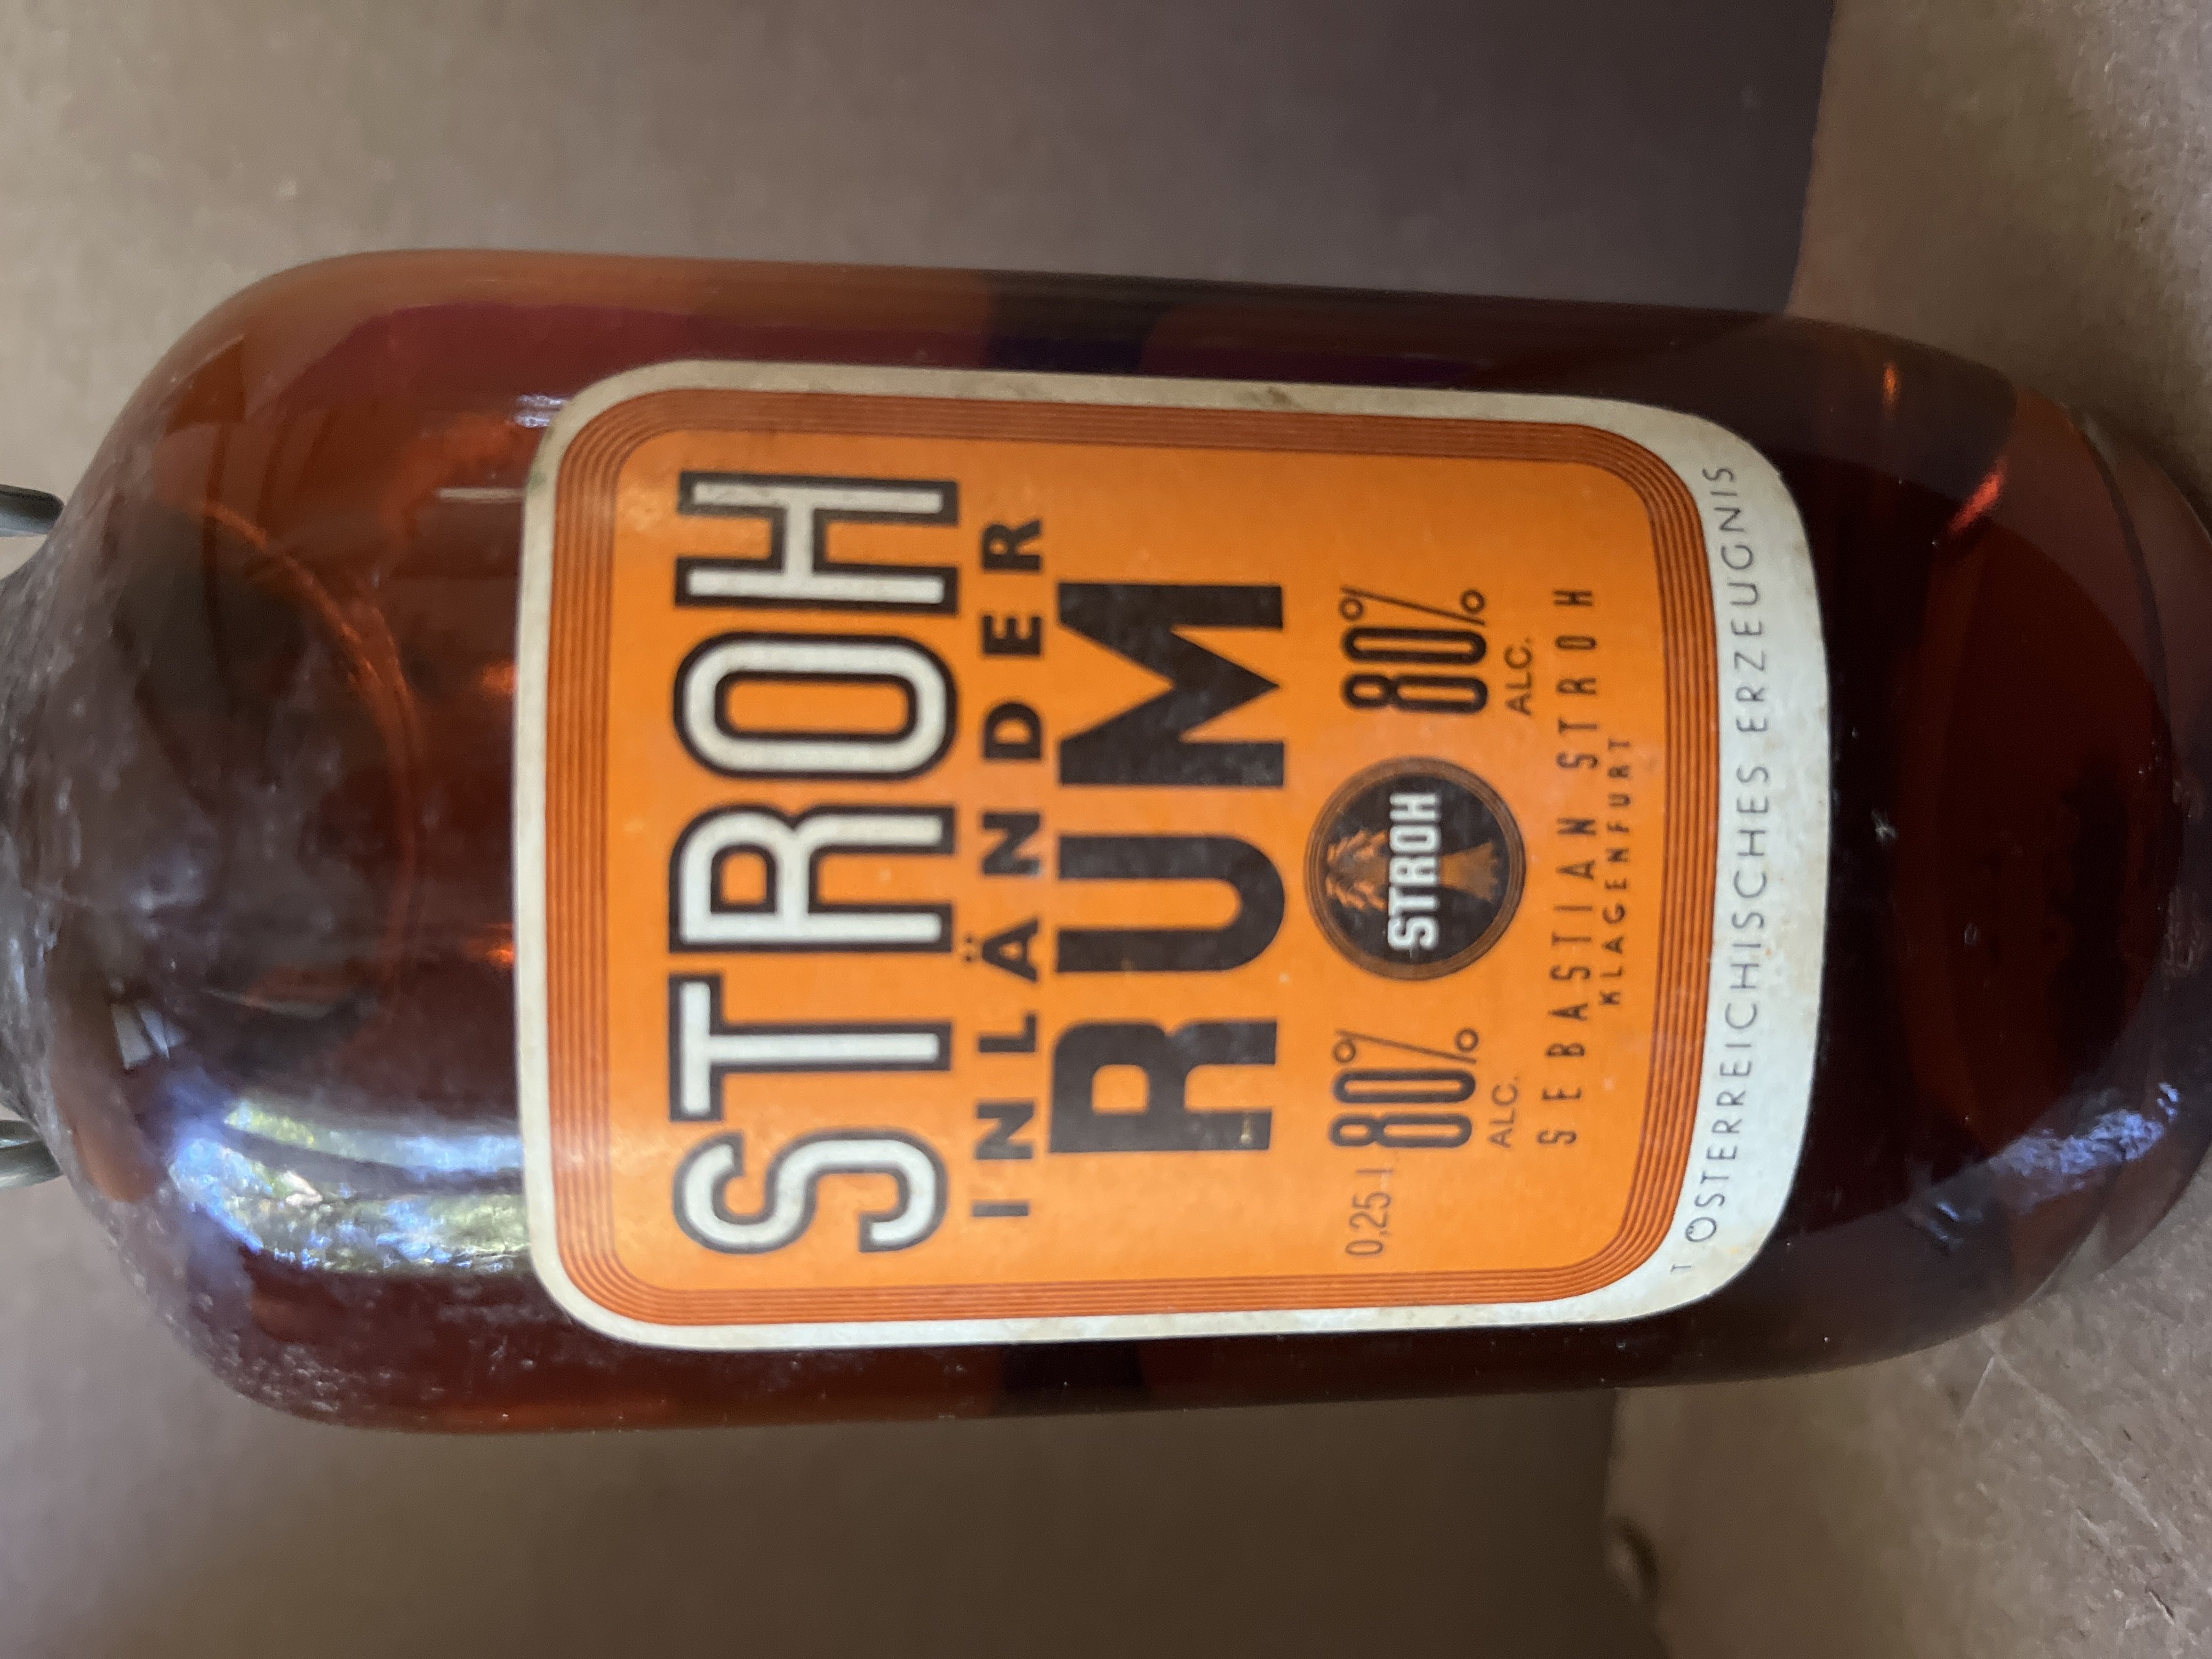 STROH
INLÄNDER
RUM
0,25 l
80%
ALC.
STROH
80%
ALC.
SEBASTIAN STROH
KLAGENFURT
T ÖSTERREICHISCHES ERZEUGNIS